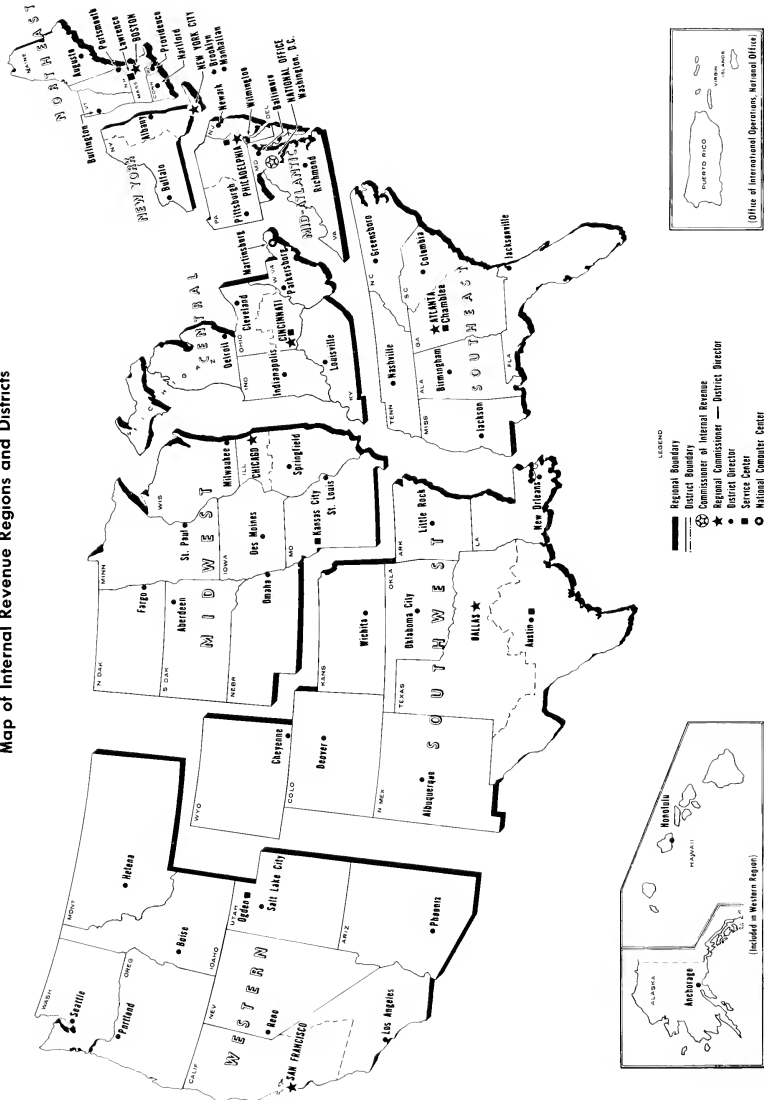 Map of Internal Revenue Regions and Districts
WESTERN
WASH
Seattle
OREG
Portland
MONT
Helena
IDAHO
Boise
CALIF
SAN FRANCISCO
Los Angeles
NEV
Reno
UTAH
Ogden
Salt Lake City
ARIZ
Phoenix
SOUTHWEST
WYO
Cheyenne
COLO
Denver
N MEX
Albuquerque
KANS
Wichita
OKLA
Oklahoma City
TEXAS
DALLAS
Austin
ARK
Little Rock
LA
New Orleans
MIDWEST
N DAK
Fargo
S DAK
Aberdeen
NEBR
Omaha
MINN
St. Paul
IOWA
Des Moines
MO
Kansas City
St. Louis
WIS
Milwaukee
ILL
CHICAGO
Springfield
CENTRAL
MICH
Detroit
OHIO
Cleveland
CINCINNATI
IND
Indianapolis
KY
Louisville
W VA
Parkersburg
Martinsburg
SOUTHEAST
TENN
Nashville
N C
Greensboro
S C
Columbia
GA
ATLANTA
Chamblee
ALA
Birmingham
MISS
Jackson
FLA
Jacksonville
MID-ATLANTIC
PA
Pittsburgh
PHILADELPHIA
NJ
Newark
DEL
Wilmington
MD
Baltimore
NATIONAL OFFICE
Washington, D.C.
VA
Richmond
NEW YORK
NY
Buffalo
Albany
NEW YORK CITY
Brooklyn
Manhattan
NORTHEAST
MAINE
Augusta
Portsmouth
Lawrence
BOSTON
Providence
Hartford
Burlington
VT
NH
MASS
CONN
RI
ALASKA
Anchorage
HAWAII
Honolulu
(Included in Western Region)
LEGEND
Regional Boundary
District Boundary
Commissioner of Internal Revenue
Regional Commissioner — District Director
District Director
Service Center
National Computer Center
PUERTO RICO
VIRGIN
ISLANDS
(Office of International Operations, National Office)